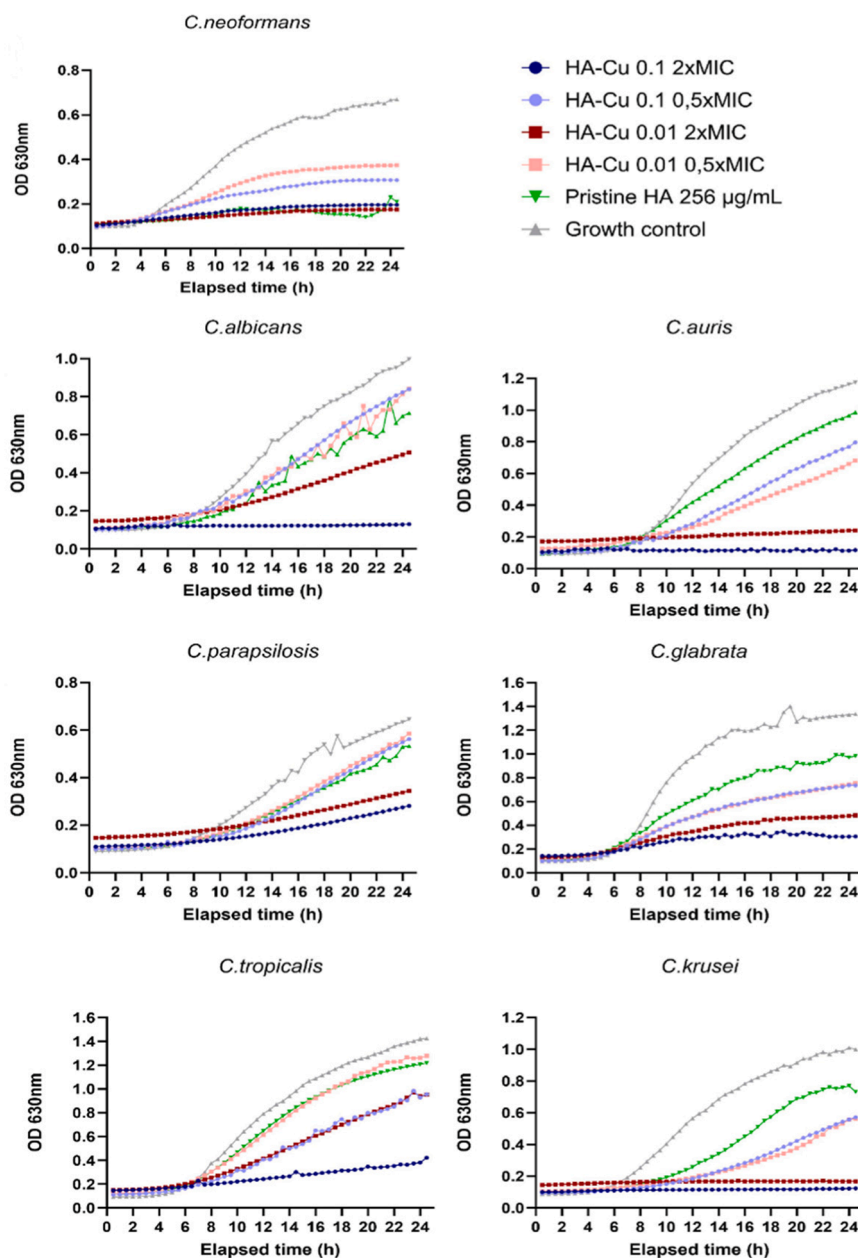 C.neoformans
OD 630nm
0.8
0.6
0.4
0.2
0.0
0 2 4 6 8 10 12 14 16 18 20 22 24
Elapsed time (h)
HA-Cu 0.1 2xMIC
HA-Cu 0.1 0,5xMIC
HA-Cu 0.01 2xMIC
HA-Cu 0.01 0,5xMIC
Pristine HA 256 µg/mL
Growth control
C.albicans
OD 630nm
1.0
0.8
0.6
0.4
0.2
0.0
0 2 4 6 8 10 12 14 16 18 20 22 24
Elapsed time (h)
C.auris
OD 630nm
1.2
1.0
0.8
0.6
0.4
0.2
0.0
0 2 4 6 8 10 12 14 16 18 20 22 24
Elapsed time (h)
C.parapsilosis
OD 630nm
0.8
0.6
0.4
0.2
0.0
0 2 4 6 8 10 12 14 16 18 20 22 24
Elapsed time (h)
C.glabrata
OD 630nm
1.6
1.4
1.2
1.0
0.8
0.6
0.4
0.2
0.0
0 2 4 6 8 10 12 14 16 18 20 22 24
Elapsed time (h)
C.tropicalis
OD 630nm
1.6
1.4
1.2
1.0
0.8
0.6
0.4
0.2
0.0
0 2 4 6 8 10 12 14 16 18 20 22 24
Elapsed time (h)
C.krusei
OD 630nm
1.2
1.0
0.8
0.6
0.4
0.2
0.0
0 2 4 6 8 10 12 14 16 18 20 22 24
Elapsed time (h)